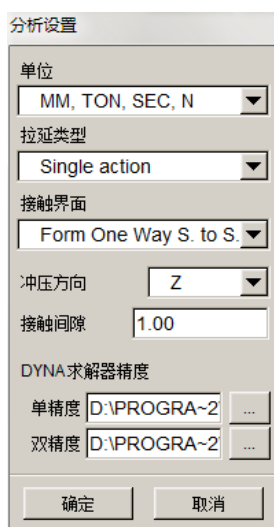 分析设置
单位
MM, TON, SEC, N
拉延类型
Single action
接触界面
Form One Way S. to S.
冲压方向 Z
接触间隙 1.00
DYNA求解器精度
单精度 D:\PROGRA~2\ ...
双精度 D:\PROGRA~2\ ...
确定 取消